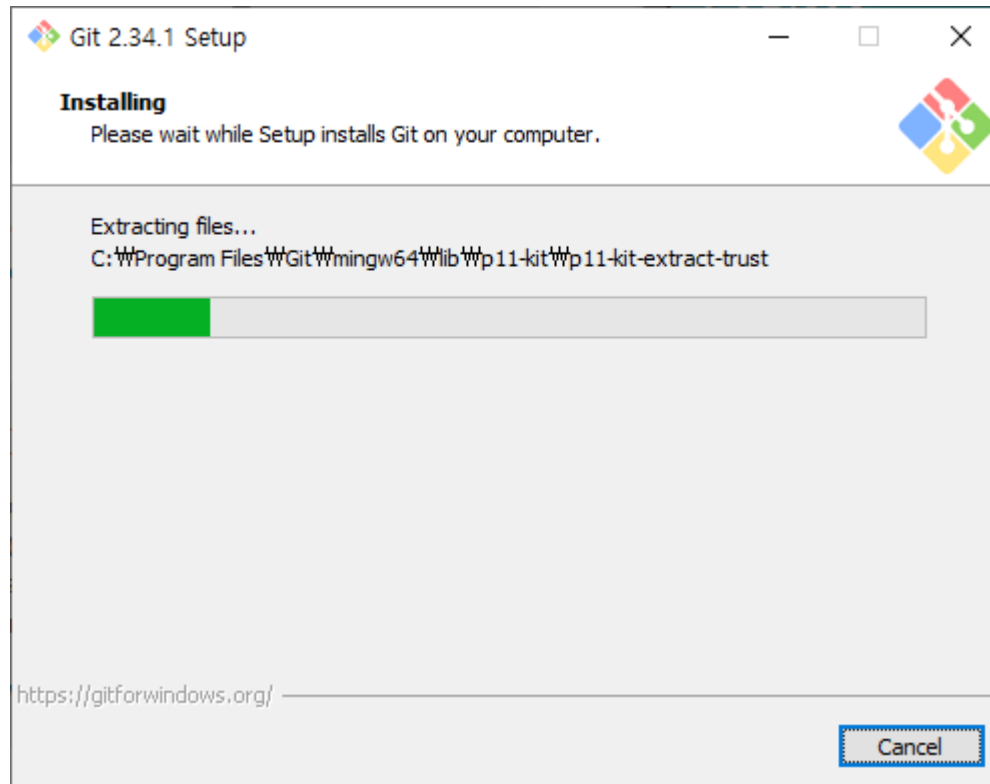 Git 2.34.1 Setup
Installing
Please wait while Setup installs Git on your computer.
Extracting files...
C:₩Program Files₩Git₩mingw64₩lib₩p11-kit₩p11-kit-extract-trust
https://gitforwindows.org/
Cancel